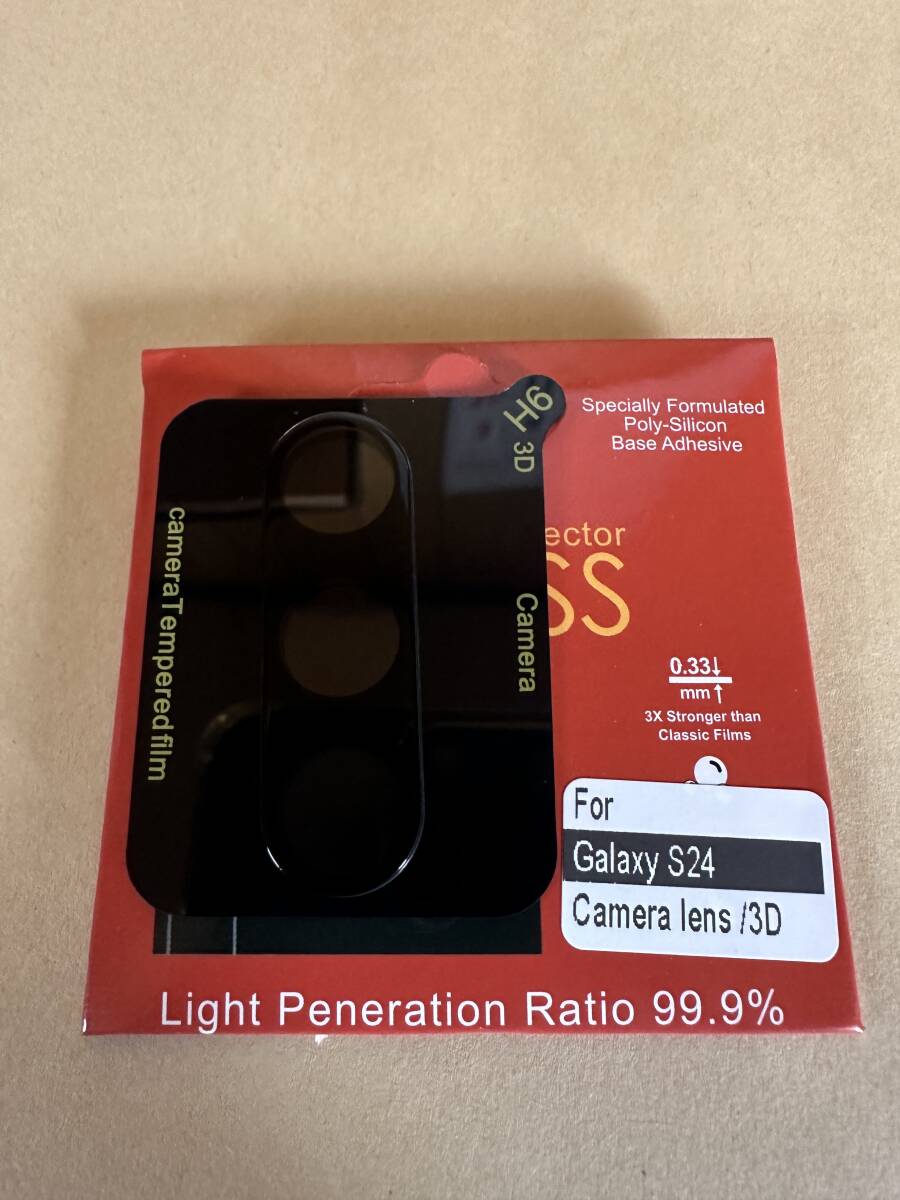 9H
3D
Camera
cameraTempered film
Specially Formulated
Poly-Silicon
Base Adhesive
ector
SS
0.33
mm
3X Stronger than
Classic Films
For
Galaxy S24
Camera lens /3D
Light Peneration Ratio 99.9%